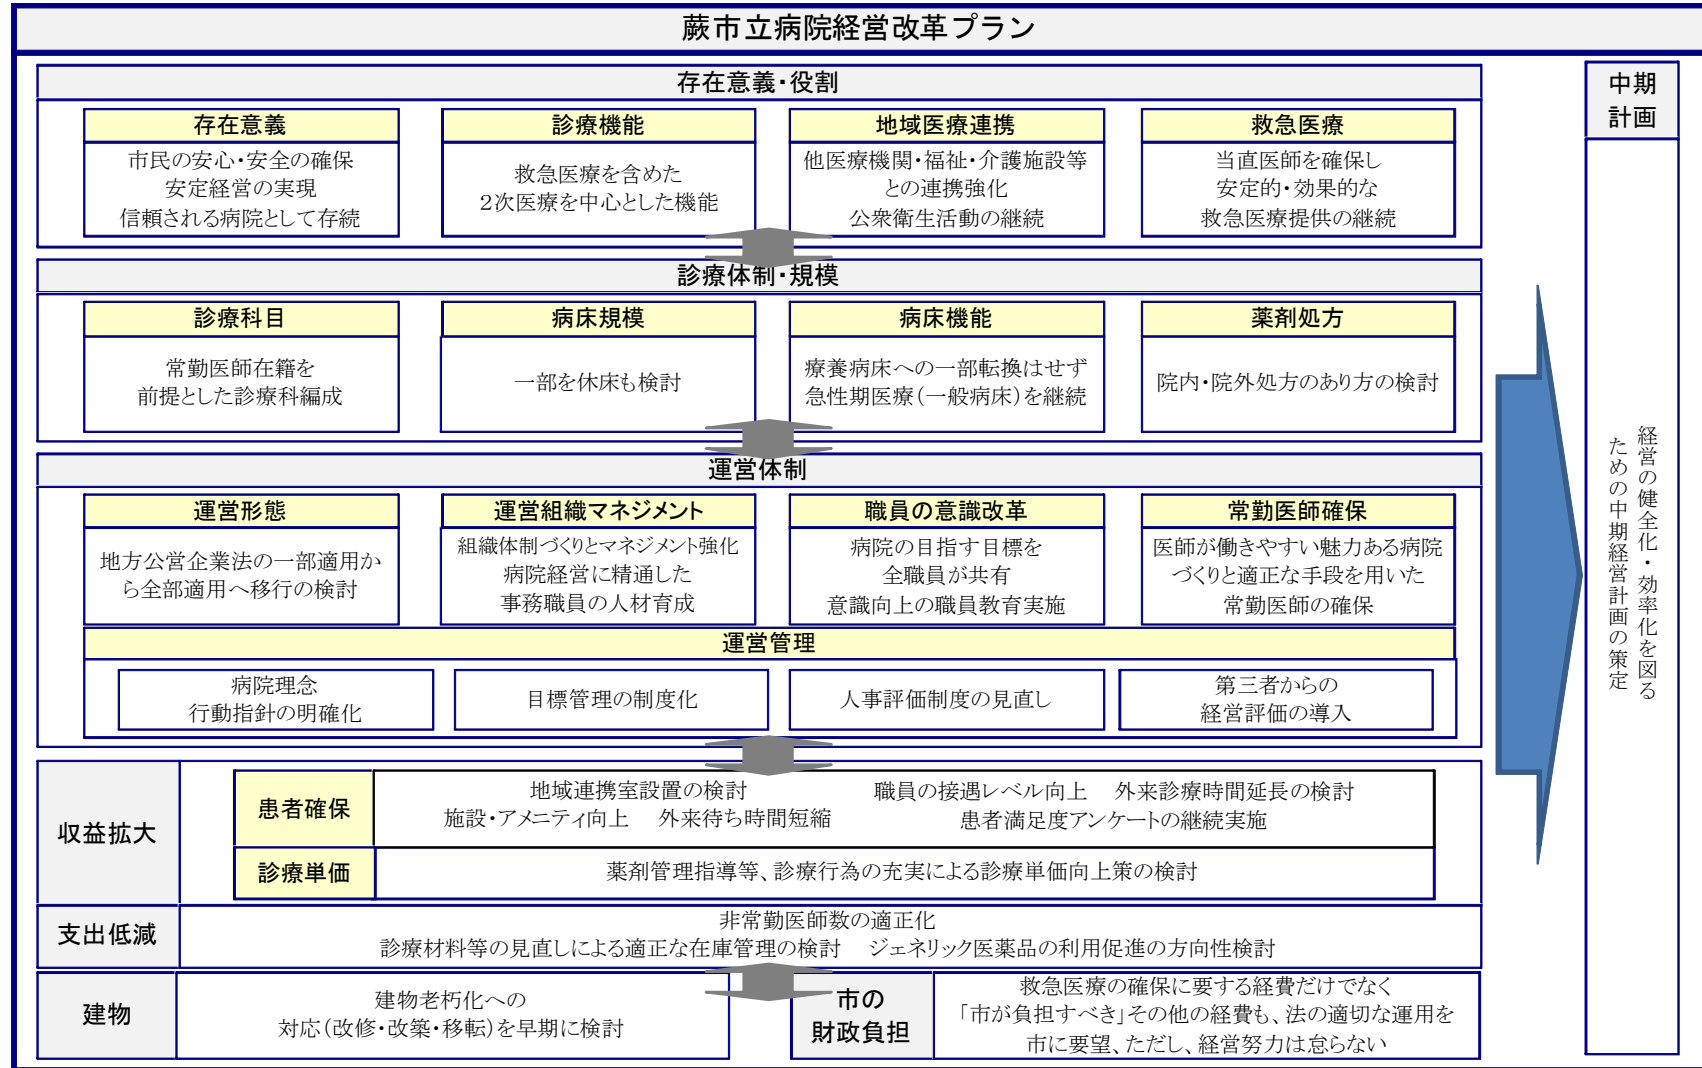 蕨市立病院経営改革プラン
存在意義・役割
存在意義
市民の安心・安全の確保
安定経営の実現
信頼される病院として存続
診療機能
救急医療を含めた
2次医療を中心とした機能
地域医療連携
他医療機関・福祉・介護施設等
との連携強化
公衆衛生活動の継続
救急医療
当直医師を確保し
安定的・効果的な
救急医療提供の継続
診療体制・規模
診療科目
常勤医師在籍を
前提とした診療科編成
病床規模
一部を休床も検討
病床機能
療養病床への一部転換はせず
急性期医療(一般病床)を継続
薬剤処方
院内・院外処方のあり方の検討
運営体制
運営形態
地方公営企業法の一部適用か
ら全部適用へ移行の検討
運営組織マネジメント
組織体制づくりとマネジメント強化
病院経営に精通した
事務職員の人材育成
職員の意識改革
病院の目指す目標を
全職員が共有
意識向上の職員教育実施
常勤医師確保
医師が働きやすい魅力ある病院
づくりと適正な手段を用いた
常勤医師の確保
運営管理
病院理念
行動指針の明確化
目標管理の制度化
人事評価制度の見直し
第三者からの
経営評価の導入
収益拡大
患者確保
地域連携室設置の検討 職員の接遇レベル向上 外来診療時間延長の検討
施設・アメニティ向上 外来待ち時間短縮 患者満足度アンケートの継続実施
診療単価
薬剤管理指導等、診療行為の充実による診療単価向上策の検討
支出低減
非常勤医師数の適正化
診療材料等の見直しによる適正な在庫管理の検討 ジェネリック医薬品の利用促進の方向性検討
建物
建物老朽化への
対応(改修・改築・移転)を早期に検討
市の
財政負担
救急医療の確保に要する経費だけでなく
「市が負担すべき」その他の経費も、法の適切な運用を
市に要望、ただし、経営努力は怠らない
中期
計画
経営の健全化・効率化を図る
ための中期経営計画の策定